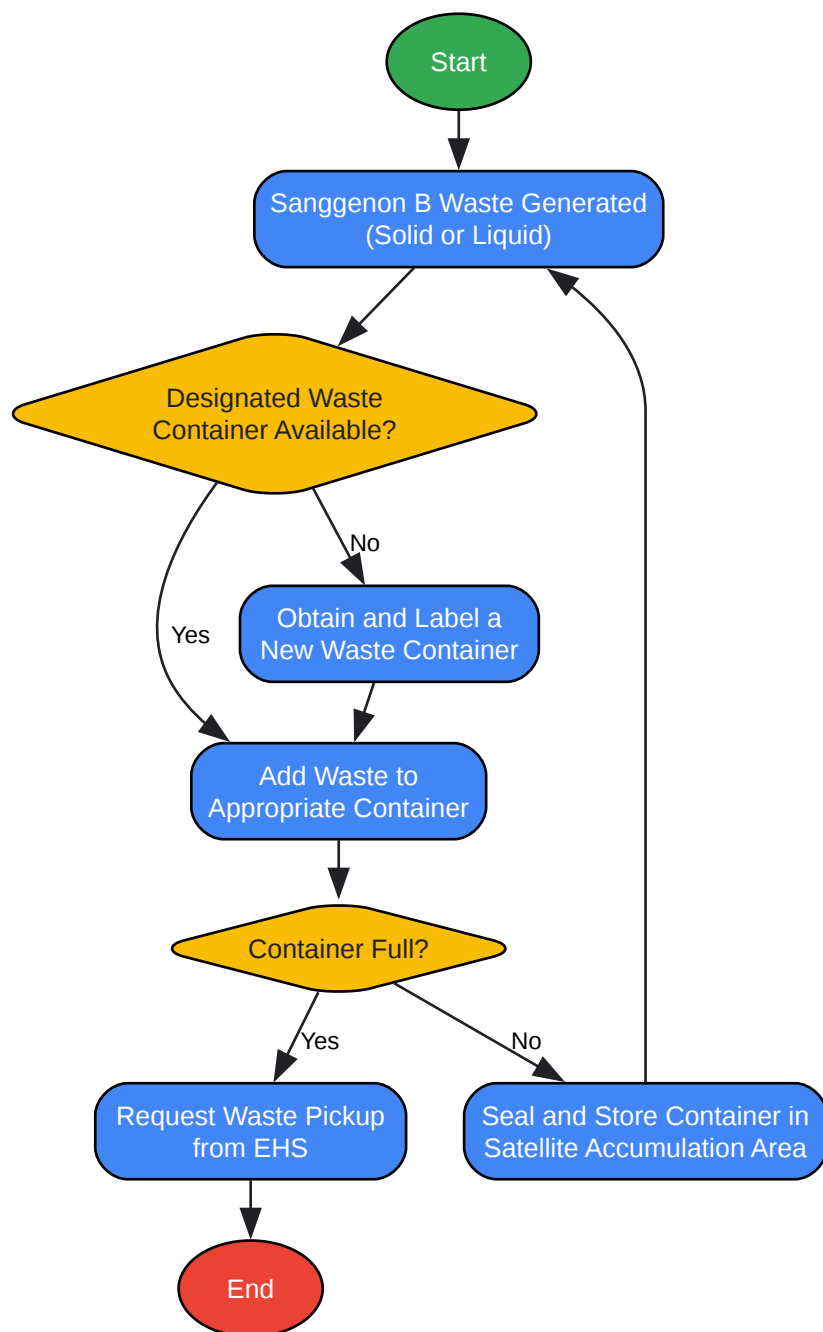 Start
Sanggenon B Waste Generated
(Solid or Liquid)
Designated Waste
Container Available?
No
Obtain and Label a
New Waste Container
Yes
Add Waste to
Appropriate Container
Container Full?
Yes
No
Request Waste Pickup
from EHS
Seal and Store Container in
Satellite Accumulation Area
End